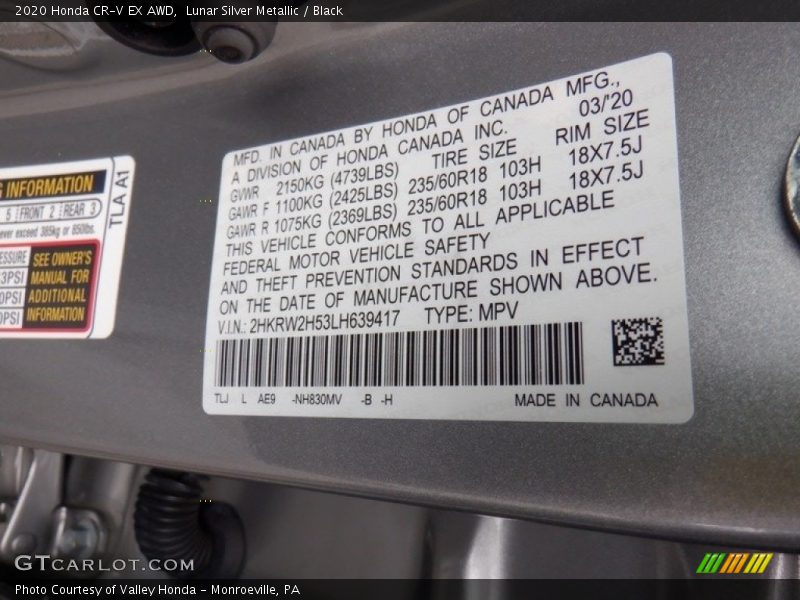 2020 Honda CR-V EX AWD, Lunar Silver Metallic / Black
MFD. IN CANADA BY HONDA OF CANADA MFG.,
A DIVISION OF HONDA CANADA INC. 03/'20
GVWR 2150KG (4739LBS) TIRE SIZE RIM SIZE
GAWR F 1100KG (2425LBS) 235/60R18 103H 18X7.5J
GAWR R 1075KG (2369LBS) 235/60R18 103H 18X7.5J
THIS VEHICLE CONFORMS TO ALL APPLICABLE
FEDERAL MOTOR VEHICLE SAFETY
AND THEFT PREVENTION STANDARDS IN EFFECT
ON THE DATE OF MANUFACTURE SHOWN ABOVE.
V.I.N.: 2HKRW2H53LH639417 TYPE: MPV
TLJ L AE9 -NH830MV -B -H MADE IN CANADA
INFORMATION
5 FRONT 2 REAR 3
exceed 385kg or 850lbs.
SEE OWNER'S
MANUAL FOR
ADDITIONAL
INFORMATION
TLA A1
GTCARLOT.COM
Photo Courtesy of Valley Honda - Monroeville, PA